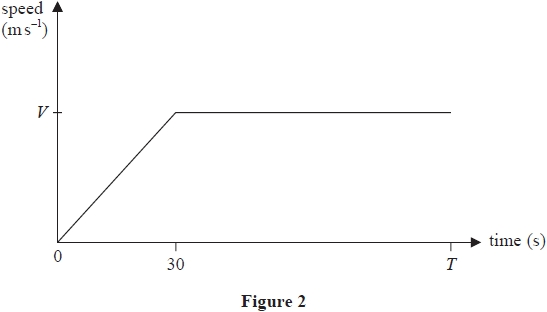 speed
(m s⁻¹)
V
0
30
T
time (s)
Figure 2